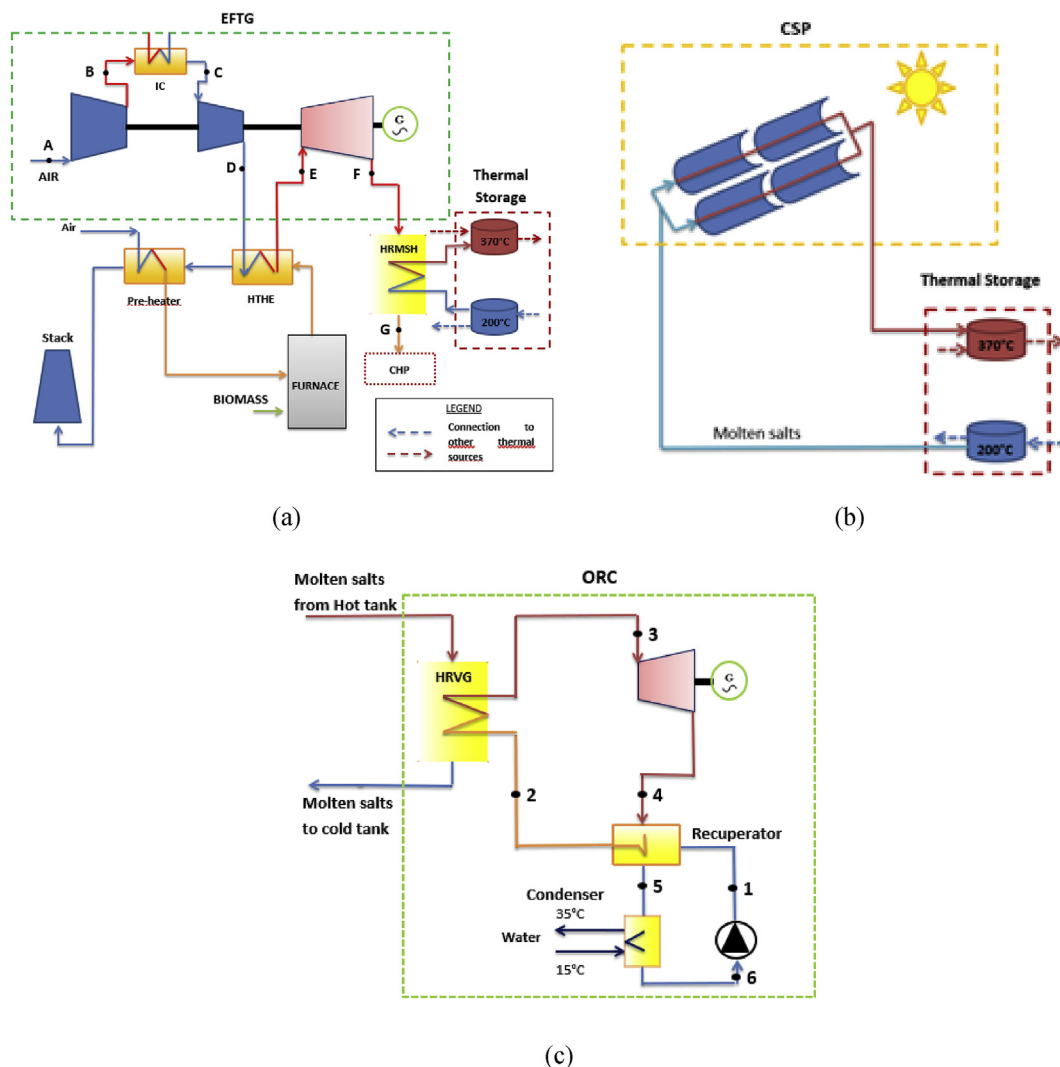 EFTG
B
IC
C
G
A
AIR
D
E
F
Thermal
Storage
Air
Pre-heater
HTHE
HRMSH
370°C
200°C
G
CHP
Stack
FURNACE
BIOMASS
LEGEND
Connection to
other thermal
sources
(a)
CSP
Thermal Storage
370°C
200°C
Molten salts
(b)
ORC
Molten salts
from Hot tank
HRVG
3
G
Molten salts
to cold tank
2
4
Recuperator
5
1
Condenser
35°C
Water
15°C
6
(c)